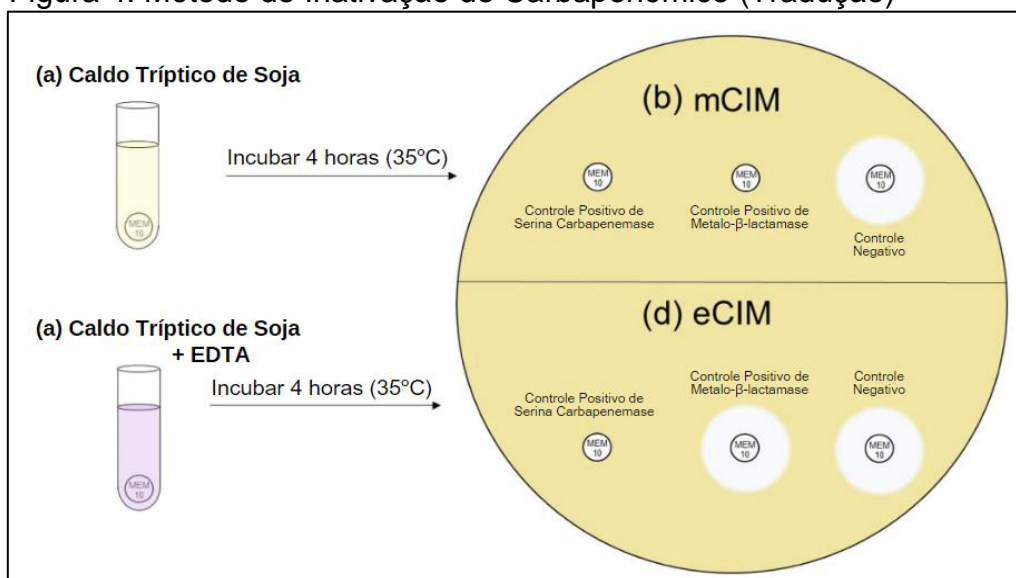 Figura 4. Método de Inativação de Carbapenêmico (Tradução)
(a) Caldo Tríptico de Soja
MEM
10
Incubar 4 horas (35ºC)
(b) mCIM
MEM
10
Controle Positivo de
Serina Carbapenemase
MEM
10
Controle Positivo de
Metalo-β-lactamase
MEM
10
Controle
Negativo
(a) Caldo Tríptico de Soja
+ EDTA
MEM
10
Incubar 4 horas (35ºC)
(d) eCIM
Controle Positivo de
Serina Carbapenemase
MEM
10
Controle Positivo de
Metalo-β-lactamase
MEM
10
Controle
Negativo
MEM
10